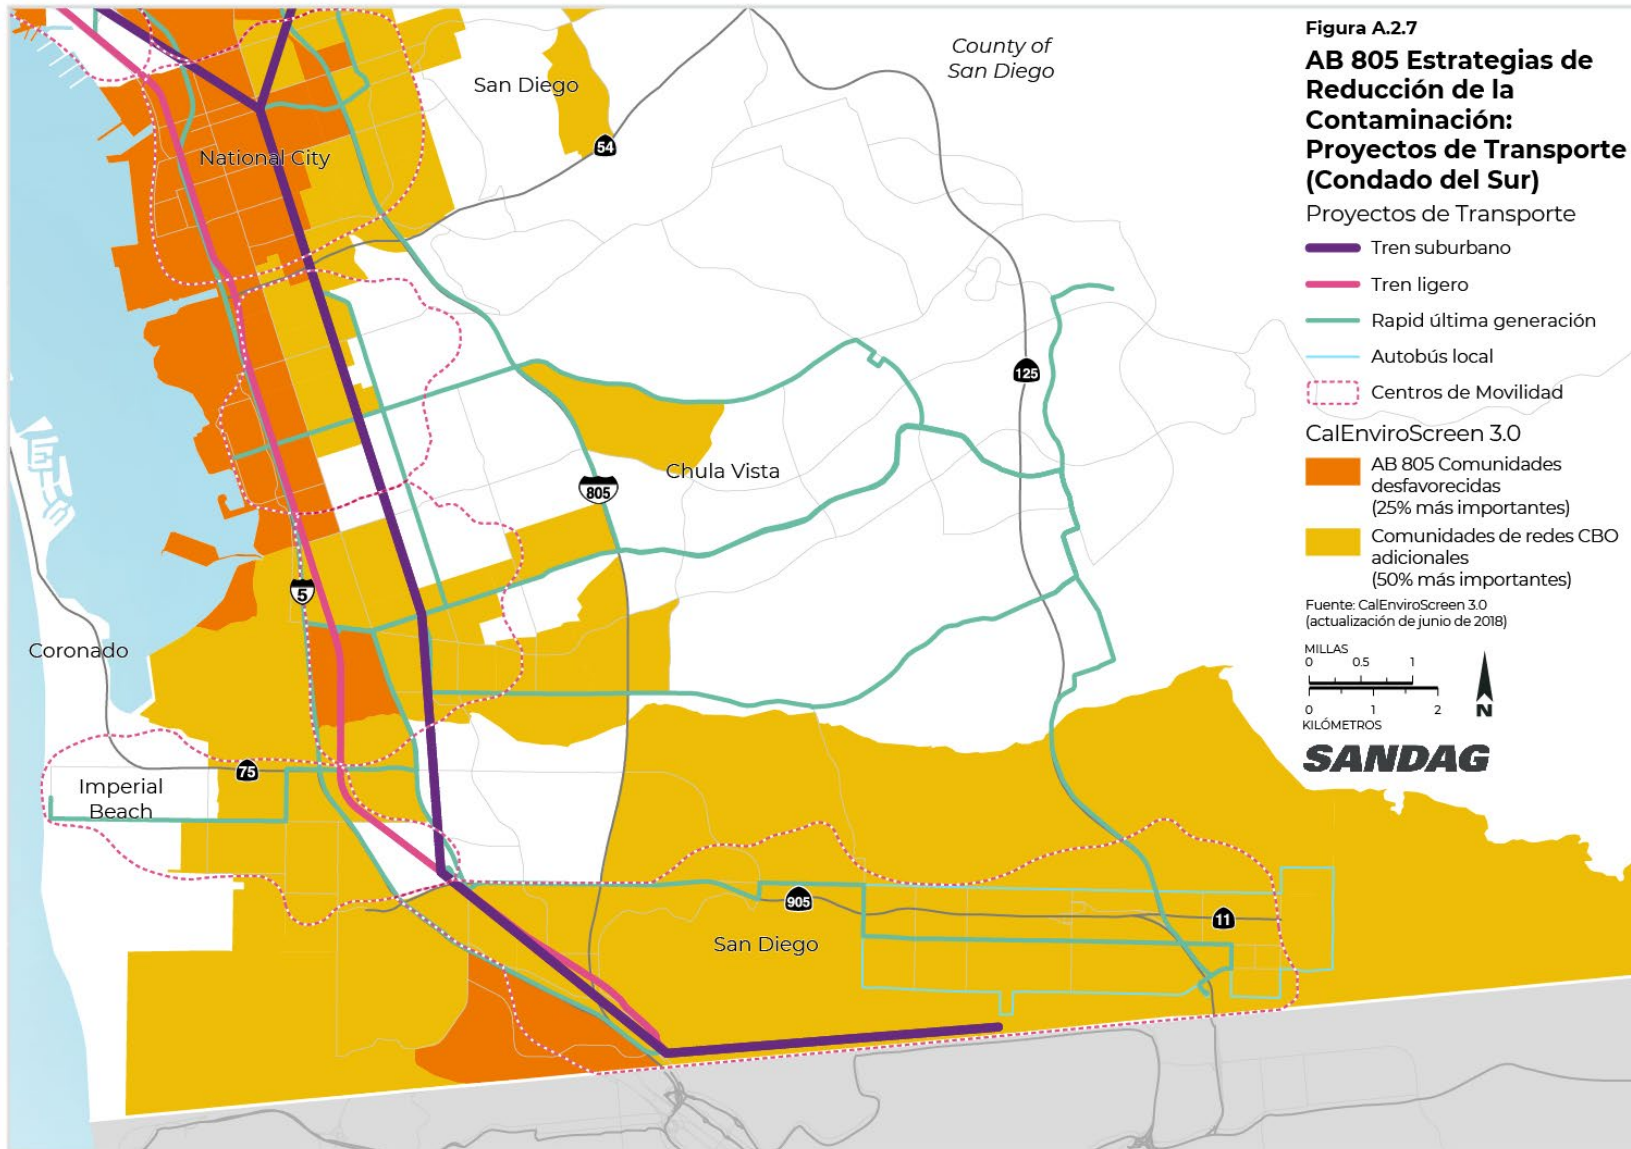 Figura A.2.7
AB 805 Estrategias de
Reducción de la
Contaminación:
Proyectos de Transporte
(Condado del Sur)
Proyectos de Transporte
Tren suburbano
Tren ligero
Rapid última generación
Autobús local
Centros de Movilidad
CalEnviroScreen 3.0
AB 805 Comunidades
desfavorecidas
(25% más importantes)
Comunidades de redes CBO
adicionales
(50% más importantes)
Fuente: CalEnviroScreen 3.0
(actualización de junio de 2018)
MILLAS
0 0.5 1
0 1 2
KILÓMETROS
N
SANDAG
County of
San Diego
San Diego
54
National City
125
Chula Vista
805
5
Coronado
75
Imperial
Beach
905
11
San Diego